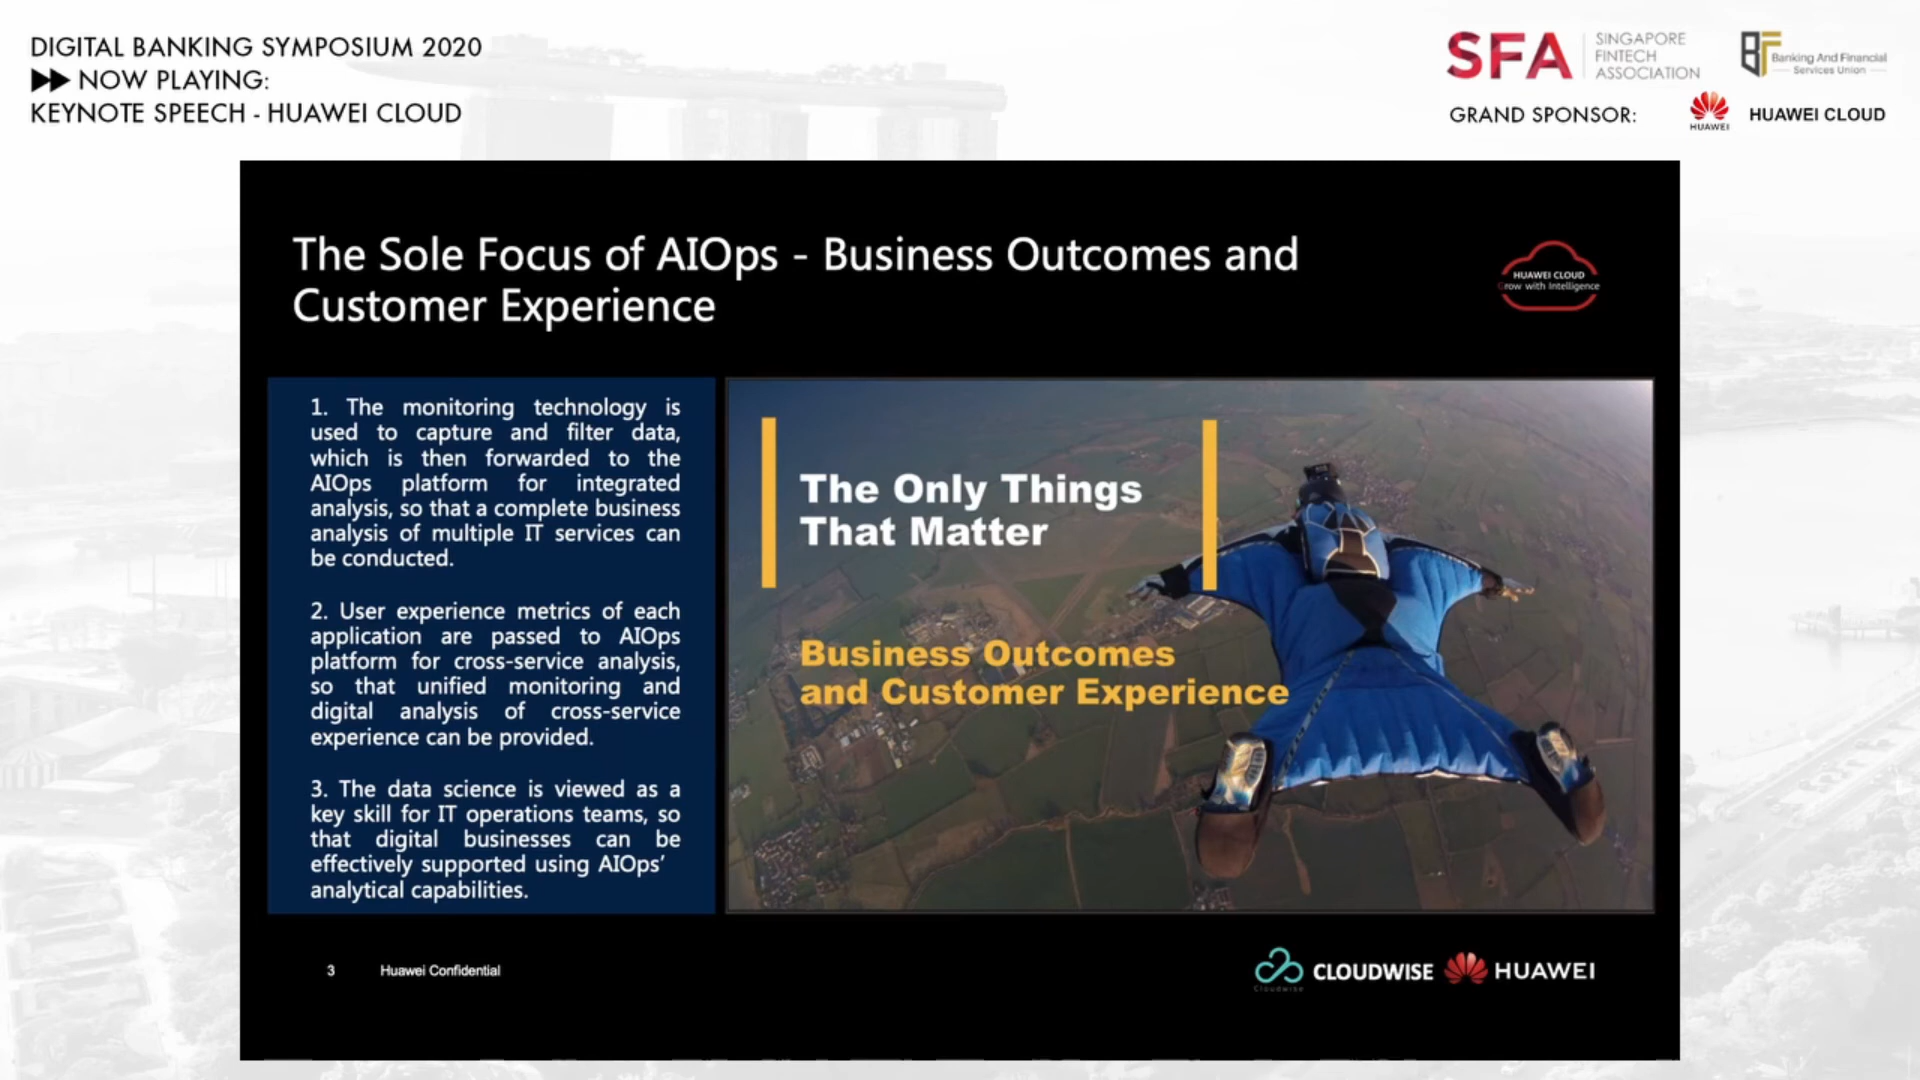 DIGITAL BANKING SYMPOSIUM 2020
NOW PLAYING:
KEYNOTE SPEECH - HUAWEI CLOUD
SFA
SINGAPORE
FINTECH
ASSOCIATION
BF
Banking And Financial
Services Union
GRAND SPONSOR:
HUAWEI
HUAWEI CLOUD
The Sole Focus of AIOps - Business Outcomes and
Customer Experience
HUAWEI CLOUD
Grow with Intelligence
1. The monitoring technology is
used to capture and filter data,
which is then forwarded to the
AIOps platform for integrated
analysis, so that a complete business
analysis of multiple IT services can
be conducted.
2. User experience metrics of each
application are passed to AIOps
platform for cross-service analysis,
so that unified monitoring and
digital analysis of cross-service
experience can be provided.
3. The data science is viewed as a
key skill for IT operations teams, so
that digital businesses can be
effectively supported using AIOps'
analytical capabilities.
The Only Things
That Matter
Business Outcomes
and Customer Experience
3
Huawei Confidential
Cloudwise
CLOUDWISE
HUAWEI